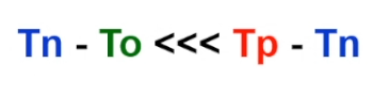 Tn - To <<< Tp - Tn